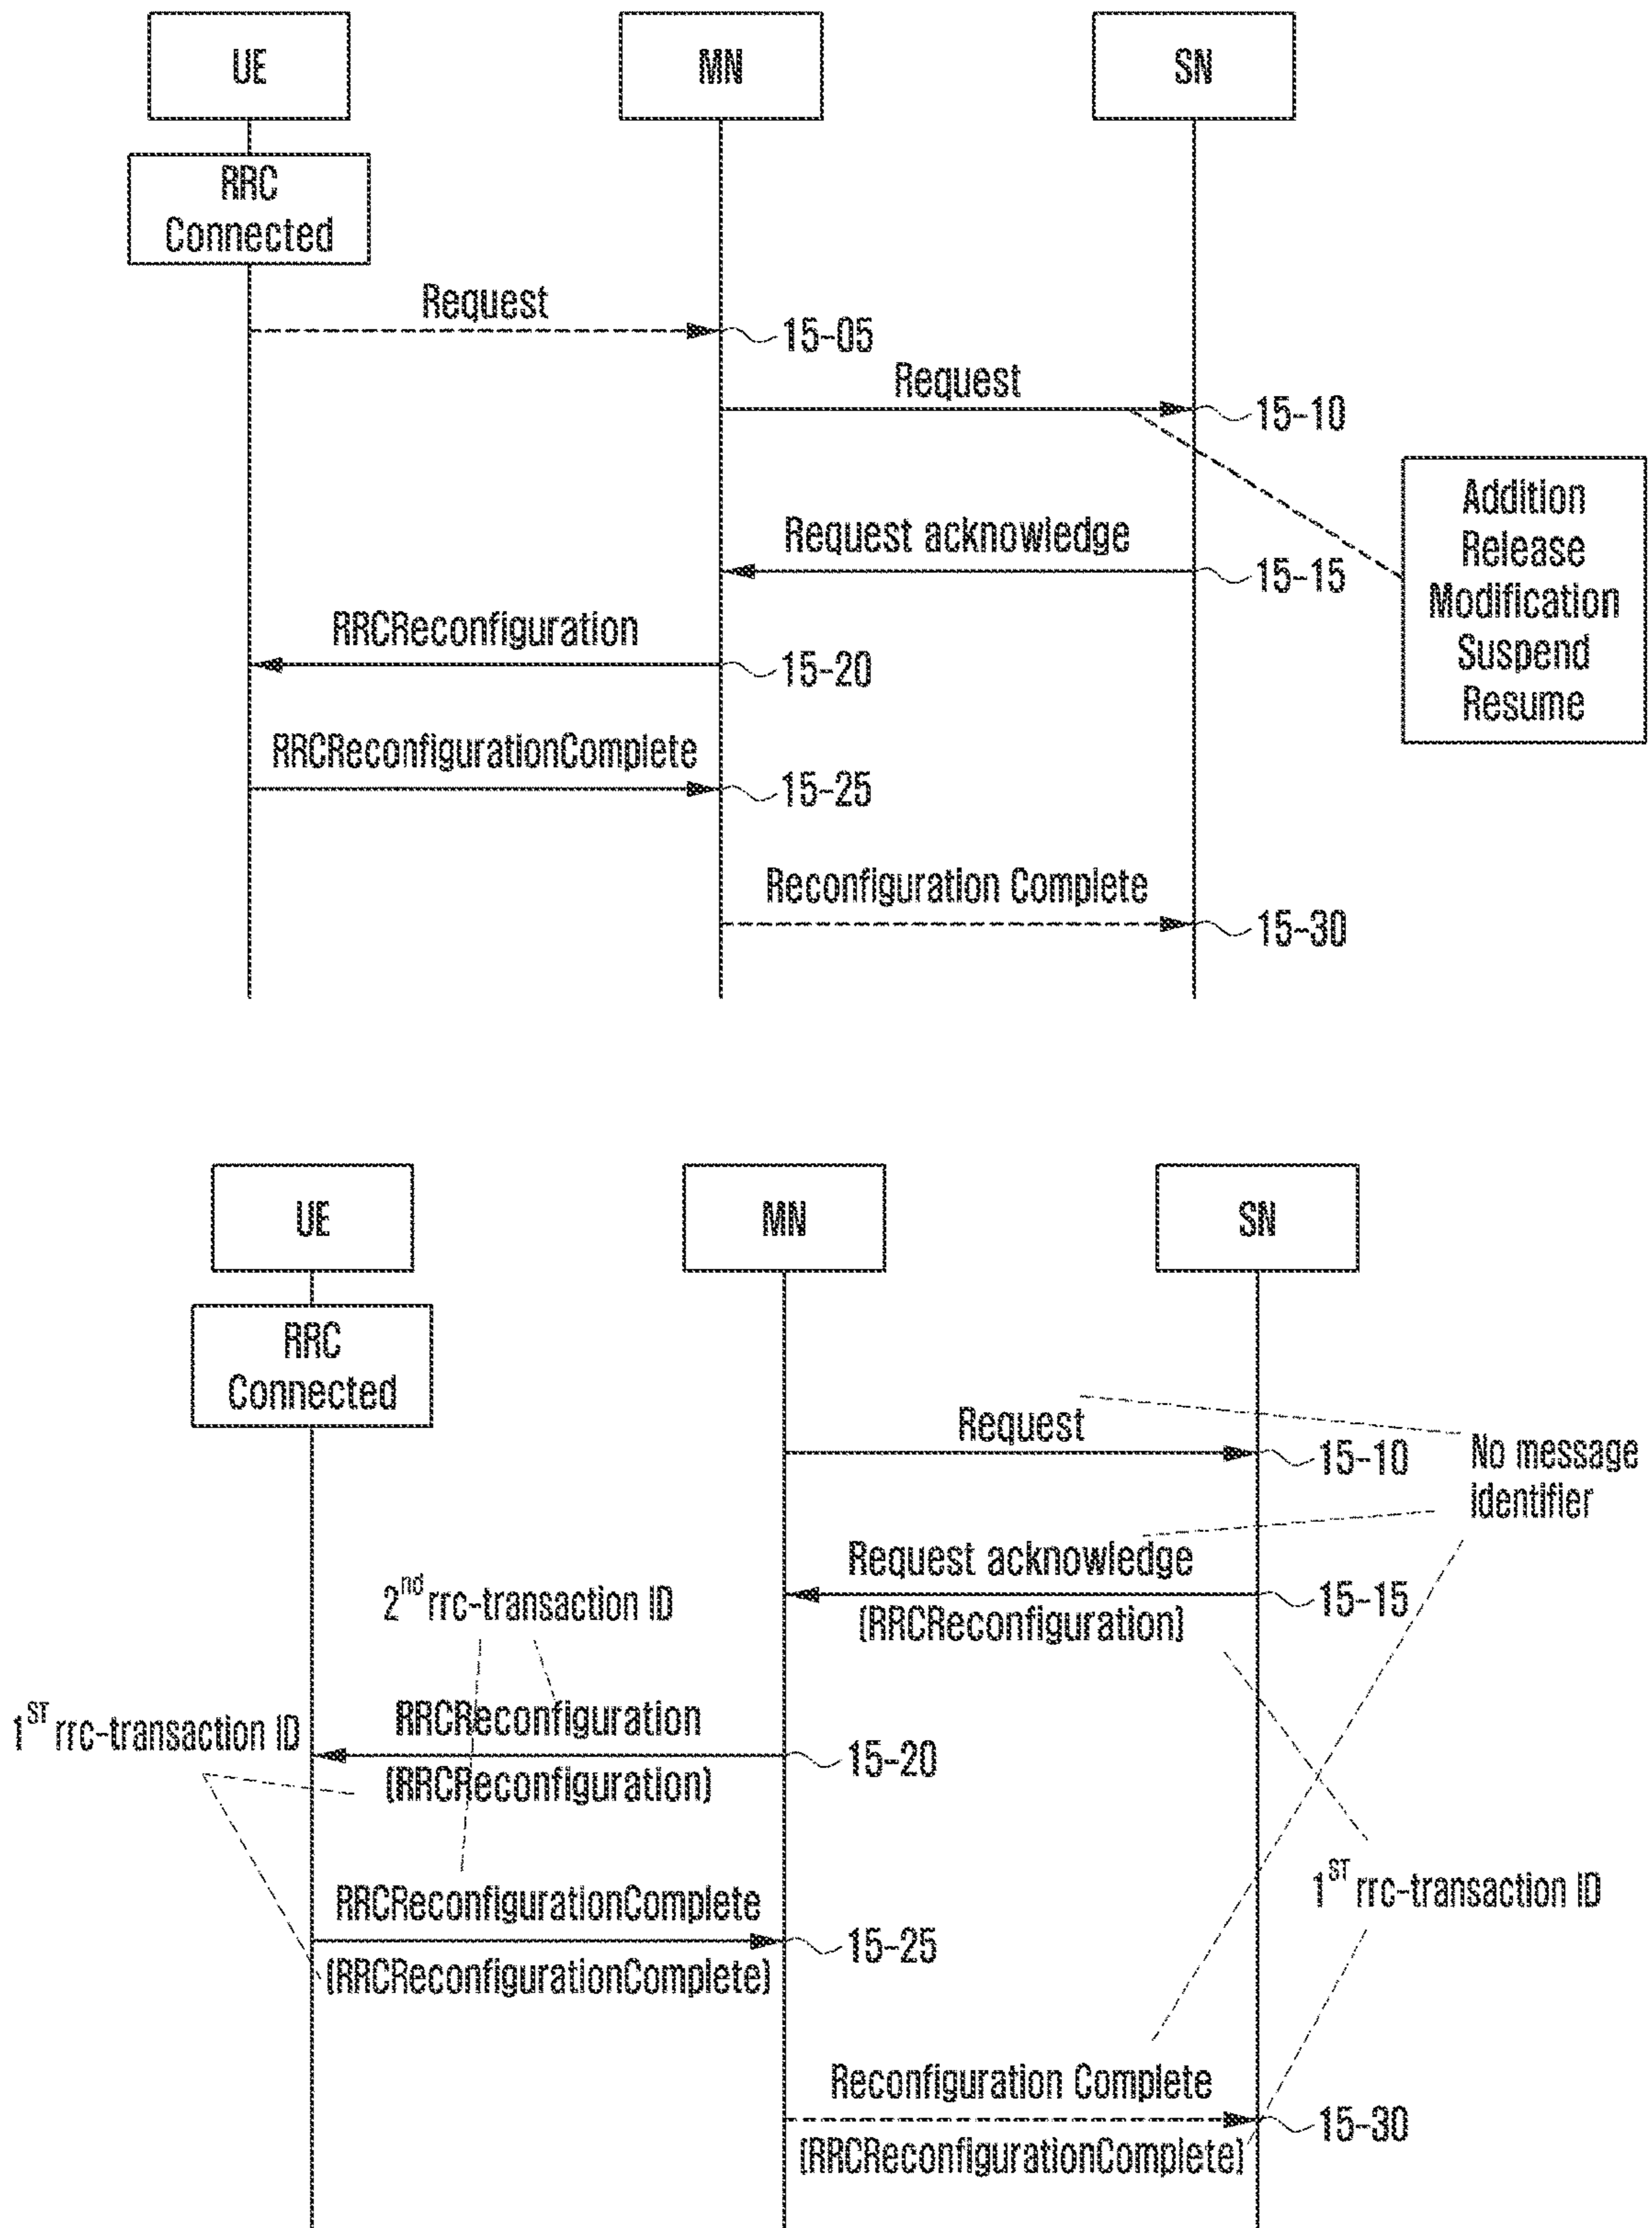 UE
MN
SN
RRC
Connected
Request
15-05
Request
15-10
Addition
Release
Modification
Suspend
Resume
Request acknowledge
15-15
RRCReconfiguration
15-20
RRCReconfigurationComplete
15-25
Reconfiguration Complete
15-30
UE
MN
SN
RRC
Connected
Request
15-10
No message
identifier
Request acknowledge
(RRCReconfiguration)
15-15
2nd rrc-transaction ID
1ST rrc-transaction ID
RRCReconfiguration
(RRCReconfiguration)
15-20
1ST rrc-transaction ID
RRCReconfigurationComplete
(RRCReconfigurationComplete)
15-25
Reconfiguration Complete
(RRCReconfigurationComplete)
15-30